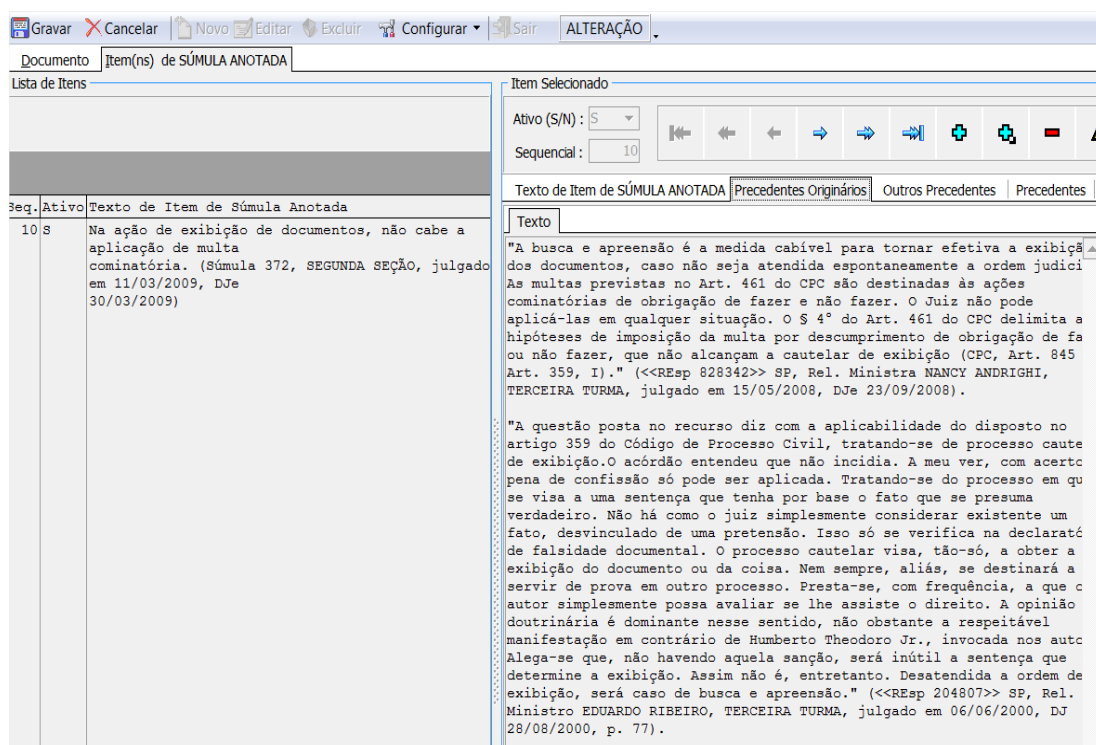 Gravar Cancelar Novo Editar Excluir Configurar Sair ALTERAÇÃO
Documento Item(ns) de SÚMULA ANOTADA
Lista de Itens
Seq. Ativo Texto de Item de Súmula Anotada
10 S Na ação de exibição de documentos, não cabe a
aplicação de multa
cominatória. (Súmula 372, SEGUNDA SEÇÃO, julgado
em 11/03/2009, DJe
30/03/2009)
Item Selecionado
Ativo (S/N) : S
Sequencial : 10
Texto de Item de SÚMULA ANOTADA Precedentes Originários Outros Precedentes Precedentes
Texto
"A busca e apreensão é a medida cabível para tornar efetiva a exibiçã
dos documentos, caso não seja atendida espontaneamente a ordem judici
As multas previstas no Art. 461 do CPC são destinadas às ações
cominatórias de obrigação de fazer e não fazer. O Juiz não pode
aplicá-las em qualquer situação. O § 4° do Art. 461 do CPC delimita a
hipóteses de imposição da multa por descumprimento de obrigação de fa
ou não fazer, que não alcançam a cautelar de exibição (CPC, Art. 845
Art. 359, I)." (<<REsp 828342>> SP, Rel. Ministra NANCY ANDRIGHI,
TERCEIRA TURMA, julgado em 15/05/2008, DJe 23/09/2008).
"A questão posta no recurso diz com a aplicabilidade do disposto no
artigo 359 do Código de Processo Civil, tratando-se de processo caute
de exibição.O acórdão entendeu que não incidia. A meu ver, com acerto
pena de confissão só pode ser aplicada. Tratando-se do processo em qu
se visa a uma sentença que tenha por base o fato que se presuma
verdadeiro. Não há como o juiz simplesmente considerar existente um
fato, desvinculado de uma pretensão. Isso só se verifica na declarató
de falsidade documental. O processo cautelar visa, tão-só, a obter a
exibição do documento ou da coisa. Nem sempre, aliás, se destinará a
servir de prova em outro processo. Presta-se, com frequência, a que o
autor simplesmente possa avaliar se lhe assiste o direito. A opinião
doutrinária é dominante nesse sentido, não obstante a respeitável
manifestação em contrário de Humberto Theodoro Jr., invocada nos auto
Alega-se que, não havendo aquela sanção, será inútil a sentença que
determine a exibição. Assim não é, entretanto. Desatendida a ordem de
exibição, será caso de busca e apreensão." (<<REsp 204807>> SP, Rel.
Ministro EDUARDO RIBEIRO, TERCEIRA TURMA, julgado em 06/06/2000, DJ
28/08/2000, p. 77).